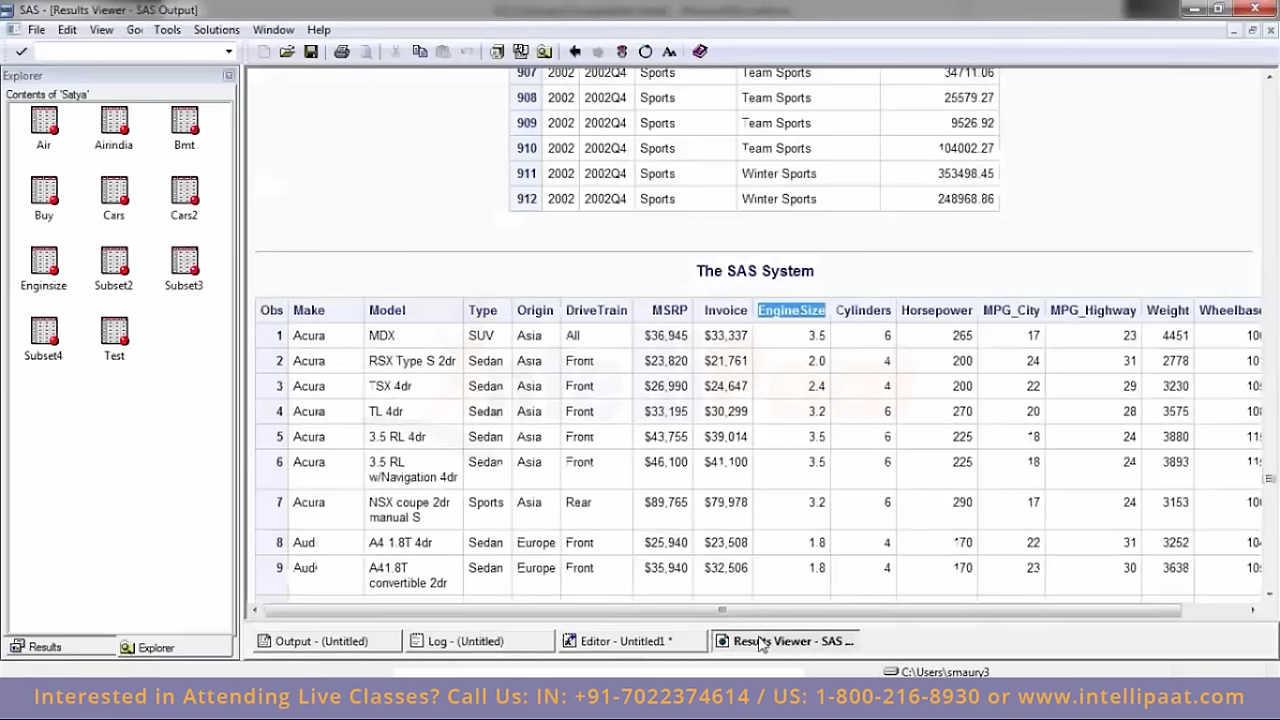 SAS - [Results Viewer - SAS Output]
File Edit View Go Tools Solutions Window Help
Explorer
Contents of 'Satya'
Air Airindia Bmt
Buy Cars Cars2
Enginsize Subset2 Subset3
Subset4 Test
Results Explorer
907 2002 2002Q4 Sports Team Sports 34711.06
908 2002 2002Q4 Sports Team Sports 25579.27
909 2002 2002Q4 Sports Team Sports 9526.92
910 2002 2002Q4 Sports Team Sports 104002.27
911 2002 2002Q4 Sports Winter Sports 353498.45
912 2002 2002Q4 Sports Winter Sports 248968.86
The SAS System
Obs Make Model Type Origin DriveTrain MSRP Invoice EngineSize Cylinders Horsepower MPG_City MPG_Highway Weight Wheelbase
1 Acura MDX SUV Asia All $36,945 $33,337 3.5 6 265 17 23 4451
2 Acura RSX Type S 2dr Sedan Asia Front $23,820 $21,761 2.0 4 200 24 31 2778
3 Acura TSX 4dr Sedan Asia Front $26,990 $24,647 2.4 4 200 22 29 3230
4 Acura TL 4dr Sedan Asia Front $33,195 $30,299 3.2 6 270 20 28 3575
5 Acura 3.5 RL 4dr Sedan Asia Front $43,755 $39,014 3.5 6 225 18 24 3880
6 Acura 3.5 RL Sedan Asia Front $46,100 $41,100 3.5 6 225 18 24 3893
w/Navigation 4dr
7 Acura NSX coupe 2dr Sports Asia Rear $89,765 $79,978 3.2 6 290 17 24 3153
manual S
8 Audi A4 1.8T 4dr Sedan Europe Front $25,940 $23,508 1.8 4 170 22 31 3252
9 Audi A41.8T Sedan Europe Front $35,940 $32,506 1.8 4 170 23 30 3638
convertible 2dr
Output - (Untitled) Log - (Untitled) Editor - Untitled1 * Results Viewer - SAS ...
C:\Users\smaury3
Interested in Attending Live Classes? Call Us: IN: +91-7022374614 / US: 1-800-216-8930 or www.intellipaat.com